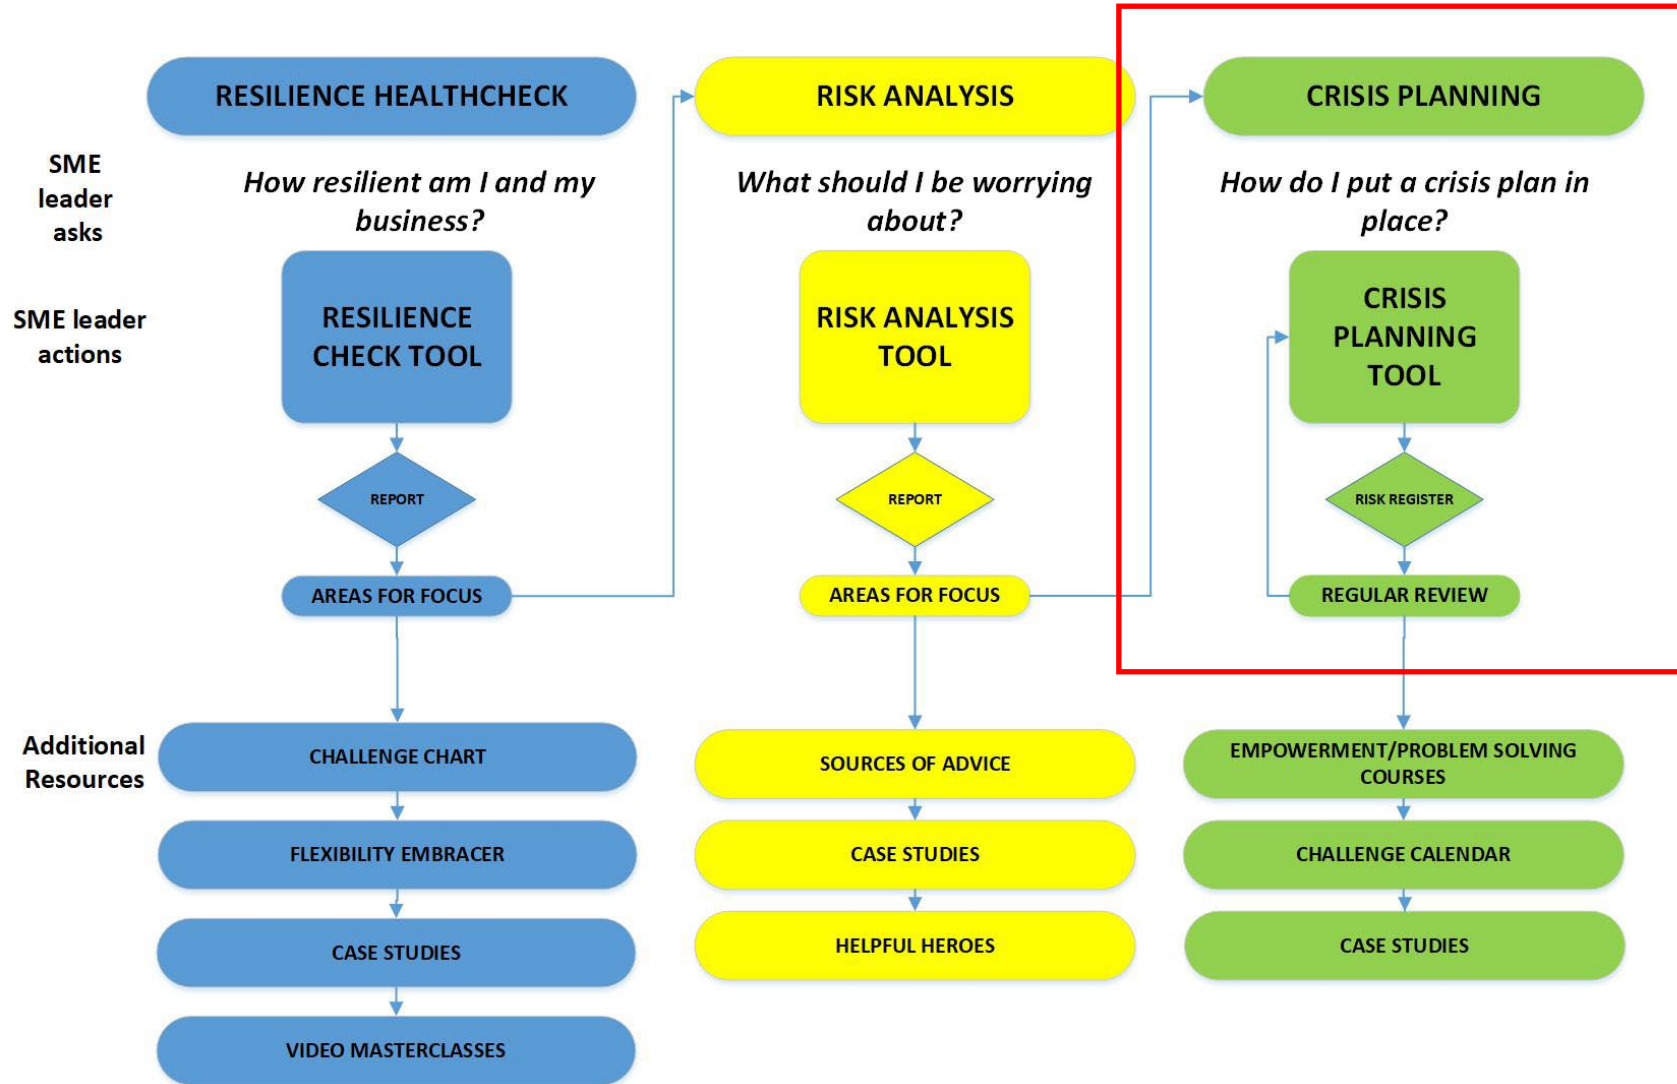 RESILIENCE HEALTHCHECK
RISK ANALYSIS
CRISIS PLANNING
SME
leader
asks
How resilient am I and my
business?
What should I be worrying
about?
How do I put a crisis plan in
place?
SME leader
actions
RESILIENCE
CHECK TOOL
RISK ANALYSIS
TOOL
CRISIS
PLANNING
TOOL
REPORT
REPORT
RISK REGISTER
AREAS FOR FOCUS
AREAS FOR FOCUS
REGULAR REVIEW
Additional
Resources
CHALLENGE CHART
SOURCES OF ADVICE
EMPOWERMENT/PROBLEM SOLVING
COURSES
FLEXIBILITY EMBRACER
CASE STUDIES
CHALLENGE CALENDAR
CASE STUDIES
HELPFUL HEROES
CASE STUDIES
VIDEO MASTERCLASSES